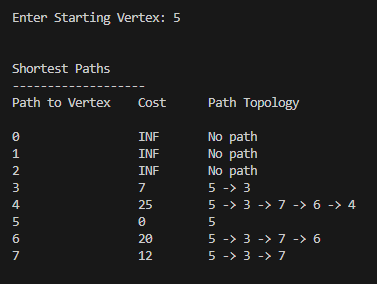 Enter Starting Vertex: 5
Shortest Paths
-------------------
Path to Vertex    Cost      Path Topology
0                 INF       No path
1                 INF       No path
2                 INF       No path
3                 7         5 -> 3
4                 25        5 -> 3 -> 7 -> 6 -> 4
5                 0         5
6                 20        5 -> 3 -> 7 -> 6
7                 12        5 -> 3 -> 7